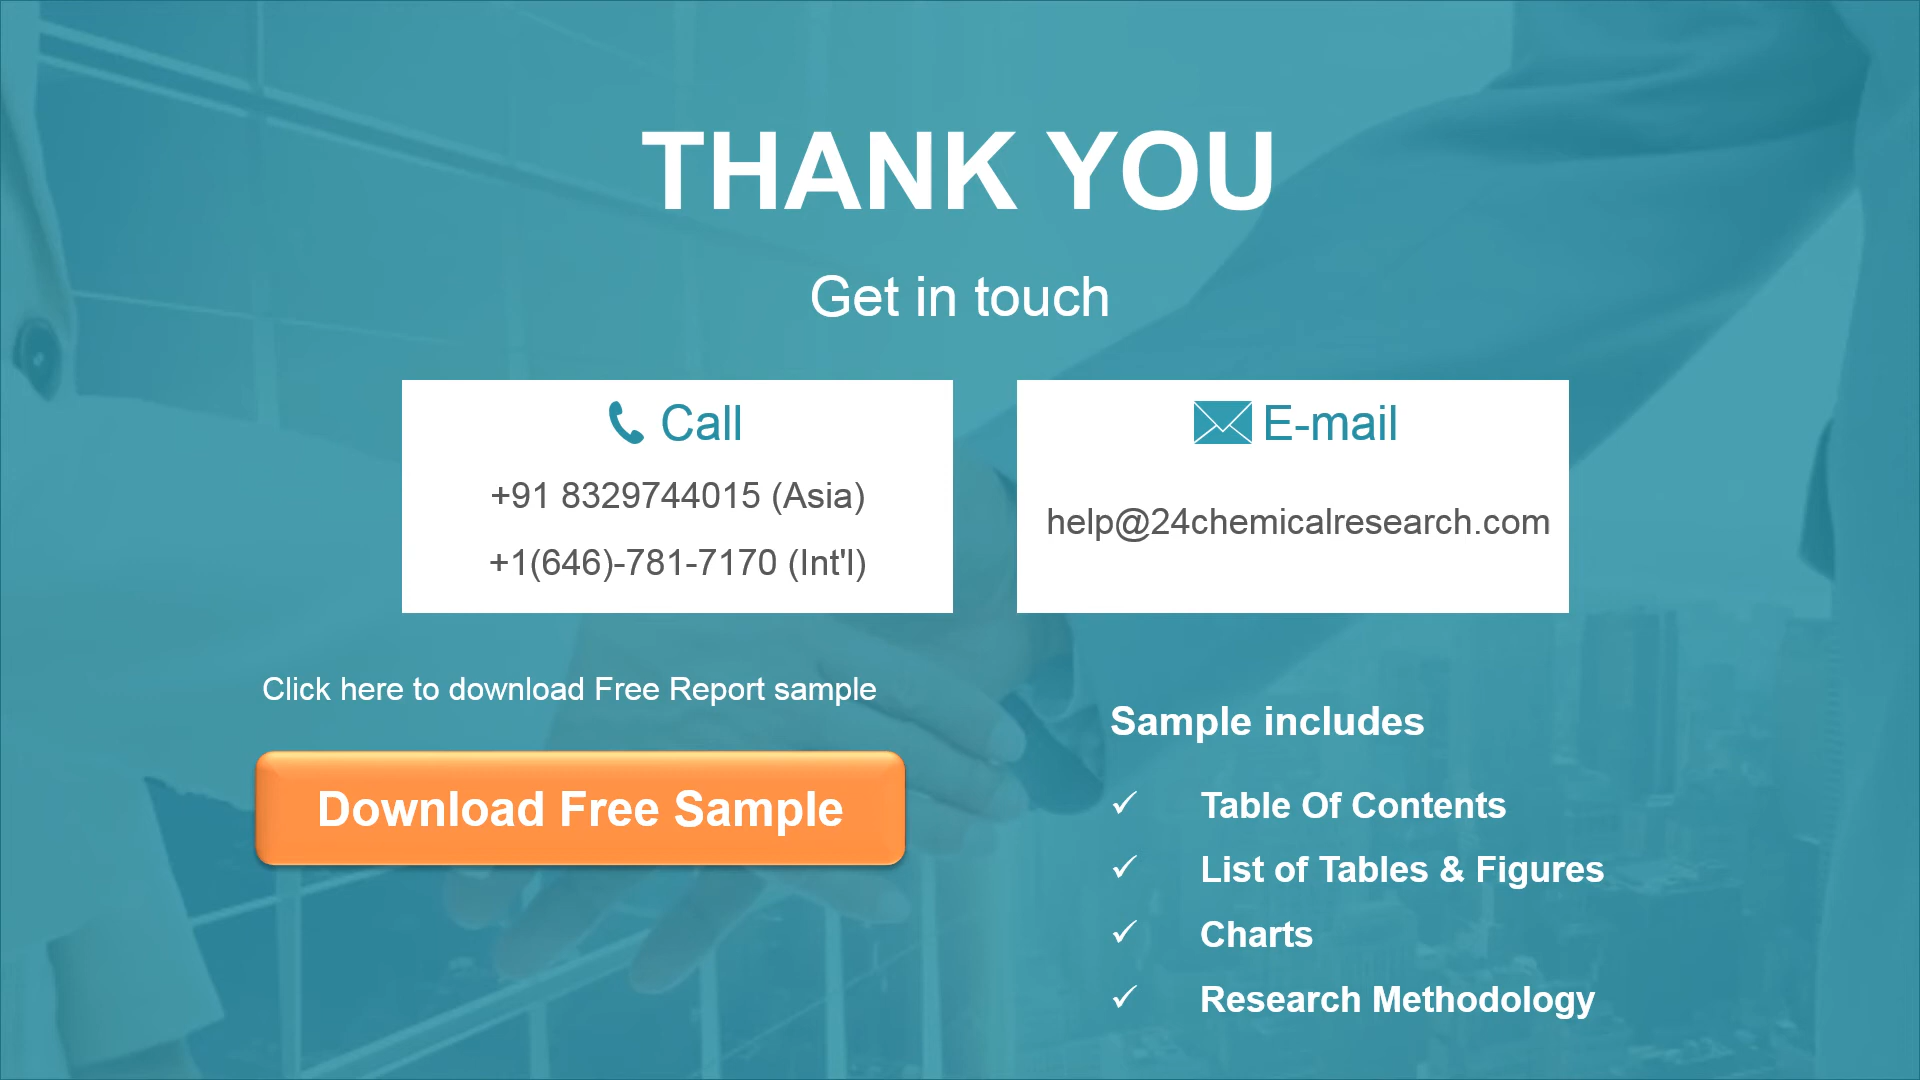 THANK YOU
Get in touch
Call
+91 8329744015 (Asia)
+1(646)-781-7170 (Int'l)
E-mail
help@24chemicalresearch.com
Click here to download Free Report sample
Download Free Sample
Sample includes
✓ Table Of Contents
✓ List of Tables & Figures
✓ Charts
✓ Research Methodology